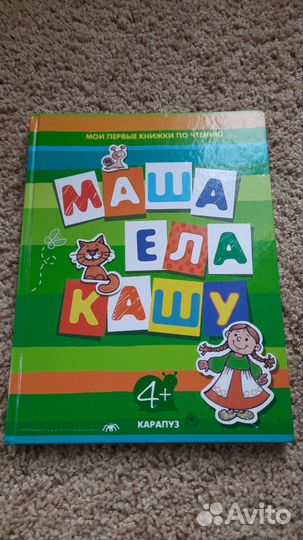 МОИ ПЕРВЫЕ КНИЖКИ ПО ЧТЕНИЮ
МАША
ЕЛА
КАШУ
4+
КАРАПУЗ
Avito